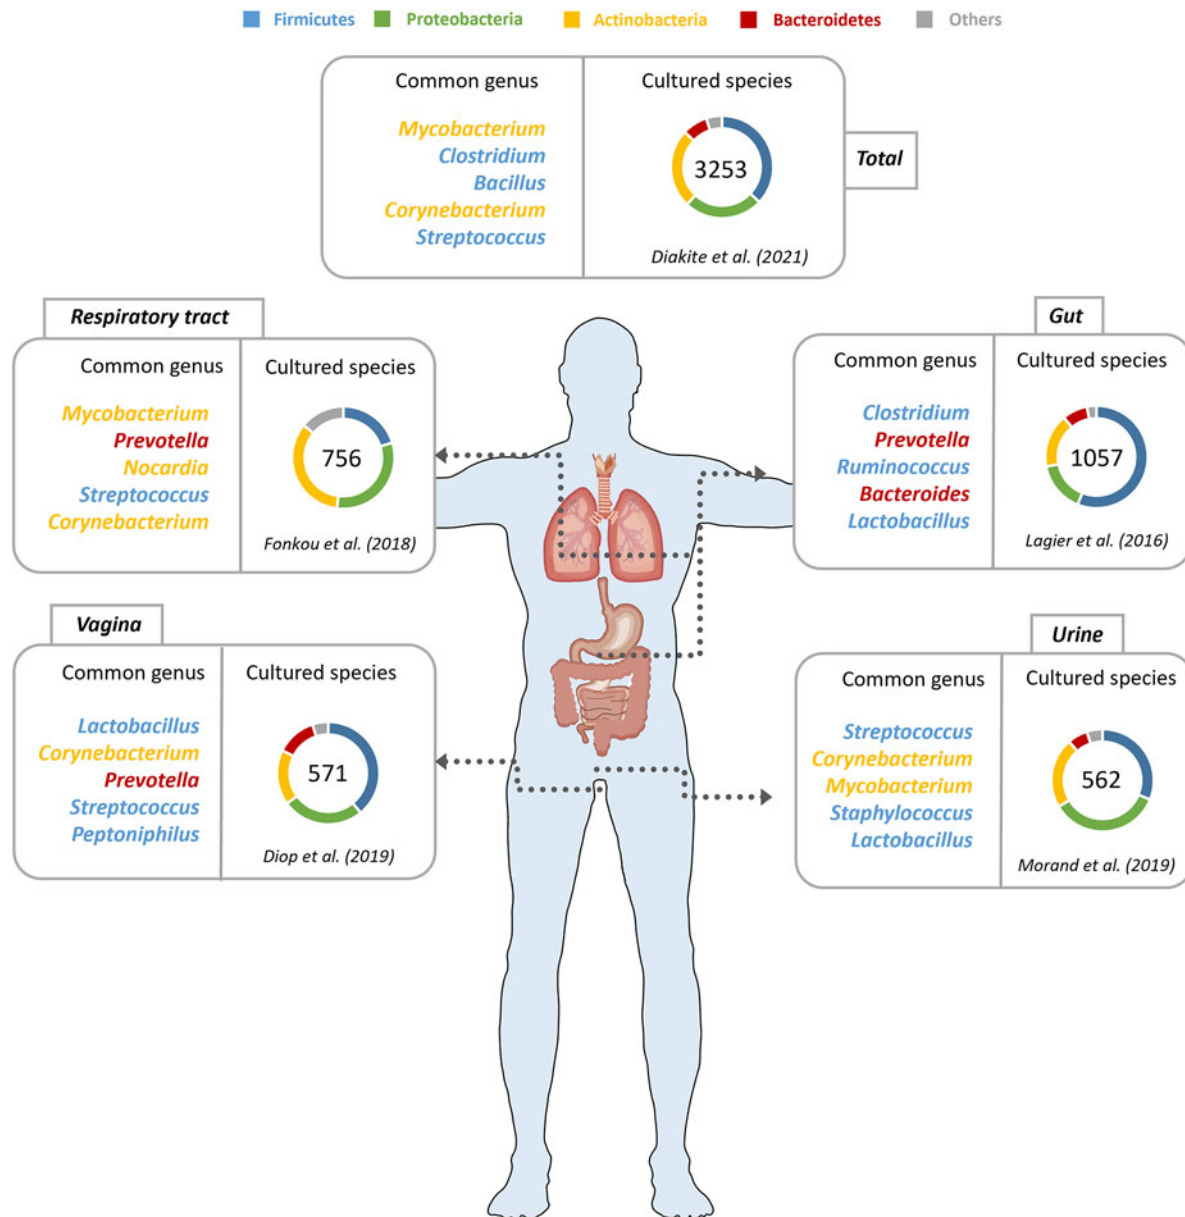 Firmicutes Proteobacteria Actinobacteria Bacteroidetes Others
Common genus
Mycobacterium
Clostridium
Bacillus
Corynebacterium
Streptococcus
Cultured species
3253
Diakite et al. (2021)
Total
Respiratory tract
Common genus
Mycobacterium
Prevotella
Nocardia
Streptococcus
Corynebacterium
Cultured species
756
Fonkou et al. (2018)
Gut
Common genus
Clostridium
Prevotella
Ruminococcus
Bacteroides
Lactobacillus
Cultured species
1057
Lagier et al. (2016)
Vagina
Common genus
Lactobacillus
Corynebacterium
Prevotella
Streptococcus
Peptoniphilus
Cultured species
571
Diop et al. (2019)
Urine
Common genus
Streptococcus
Corynebacterium
Mycobacterium
Staphylococcus
Lactobacillus
Cultured species
562
Morand et al. (2019)